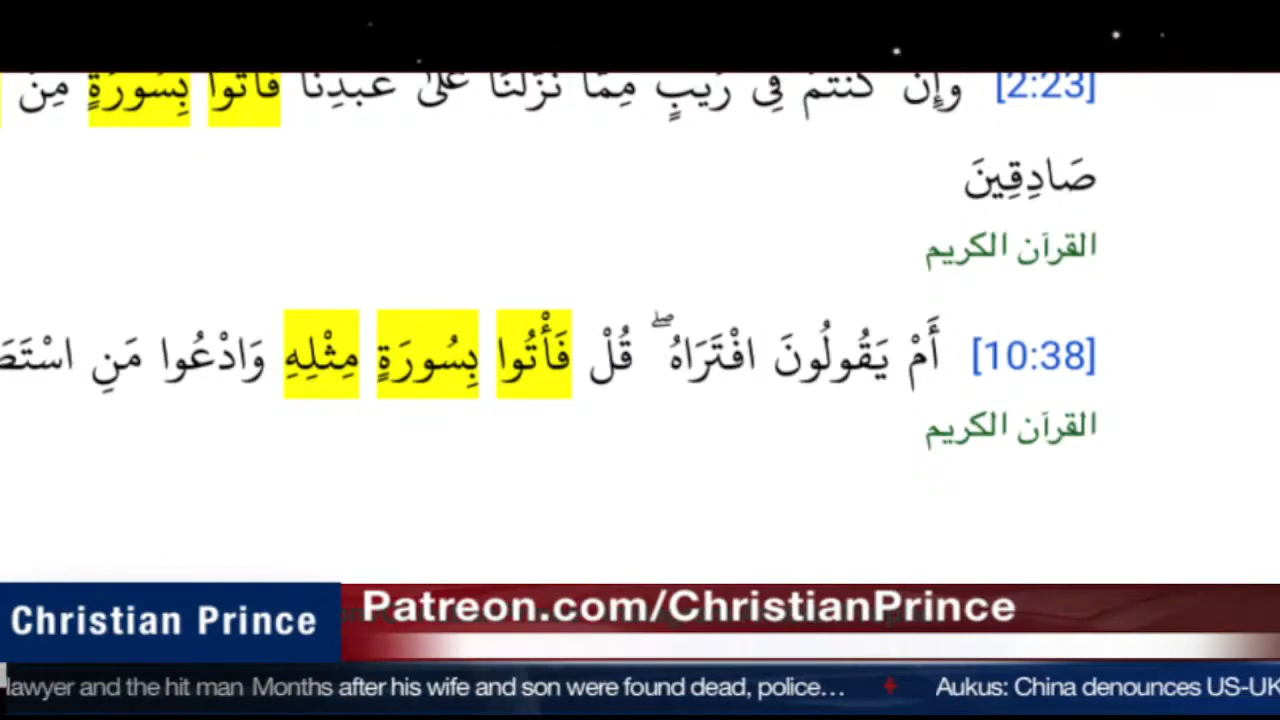 [2:23] وَإِن كُنتُمْ فِي رَيْبٍ مِّمَّا نَزَّلْنَا عَلَىٰ عَبْدِنَا فَأْتُوا بِسُورَةٍ مِّن
صَادِقِينَ
القرآن الكريم
[10:38] أَمْ يَقُولُونَ افْتَرَاهُ ۖ قُلْ فَأْتُوا بِسُورَةٍ مِّثْلِهِ وَادْعُوا مَنِ
القرآن الكريم
Christian Prince
Patreon.com/ChristianPrince
lawyer and the hit man Months after his wife and son were found dead, police... Aukus: China denounces US-UK